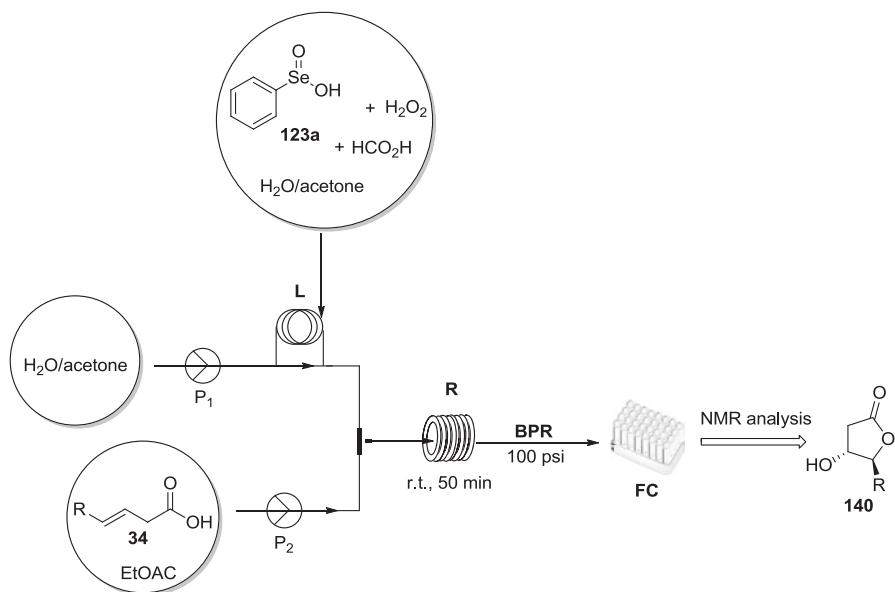 O
Se
OH
123a
+ H₂O₂
+ HCO₂H
H₂O/acetone
L
H₂O/acetone
P₁
R
BPR
100 psi
r.t., 50 min
FC
NMR analysis
O
O
HO
R
140
O
R
OH
34
P₂
EtOAC